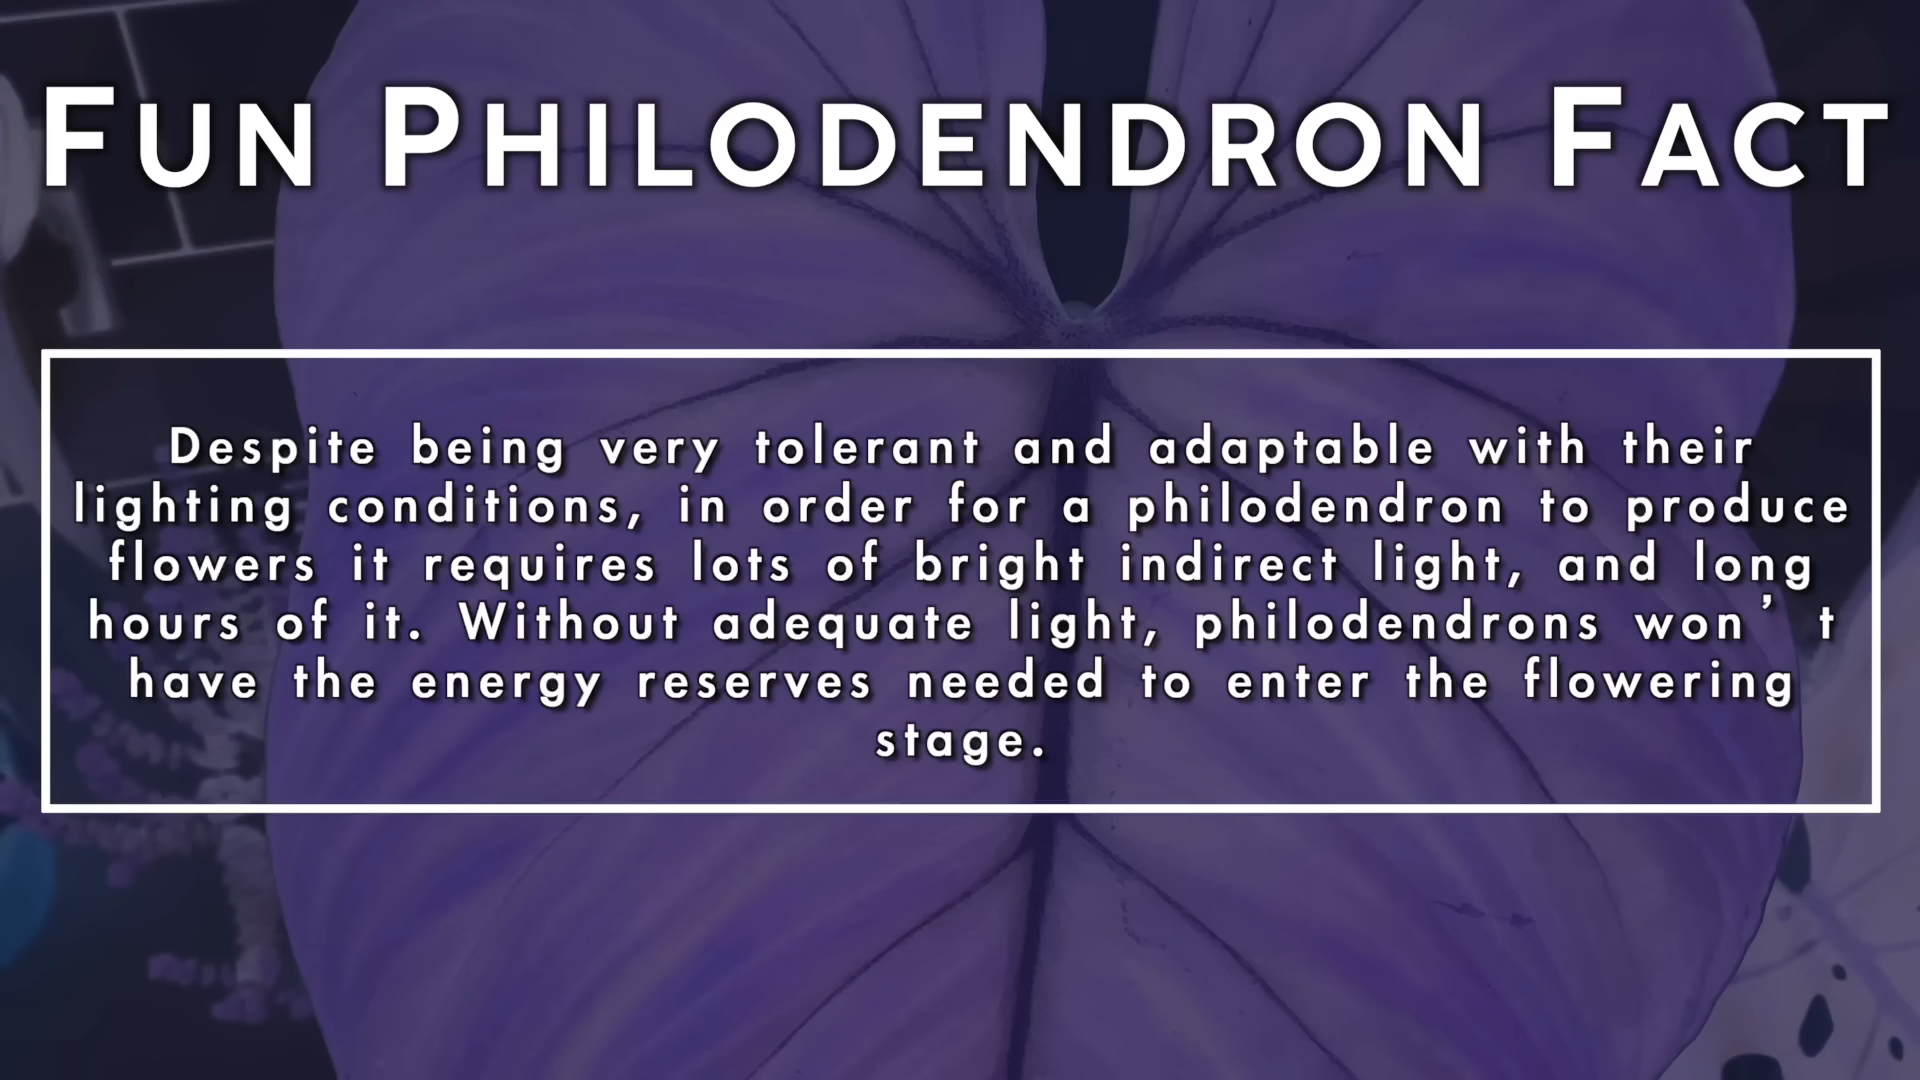 Fun Philodendron Fact
Despite being very tolerant and adaptable with their
lighting conditions, in order for a philodendron to produce
flowers it requires lots of bright indirect light, and long
hours of it. Without adequate light, philodendrons won’ t
have the energy reserves needed to enter the flowering
stage.